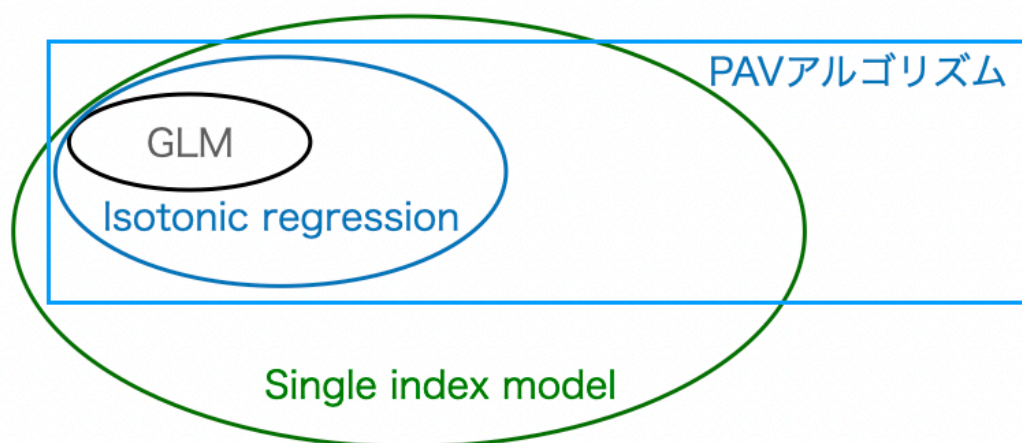 PAVアルゴリズム
GLM
Isotonic regression
Single index model